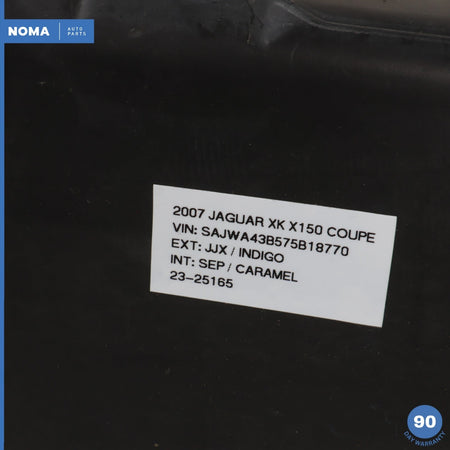 NOMA AUTO PARTS
2007 JAGUAR XK X150 COUPE
VIN: SAJWA43B575B18770
EXT: JJX / INDIGO
INT: SEP / CARAMEL
23-25165
90
DAY WARRANTY